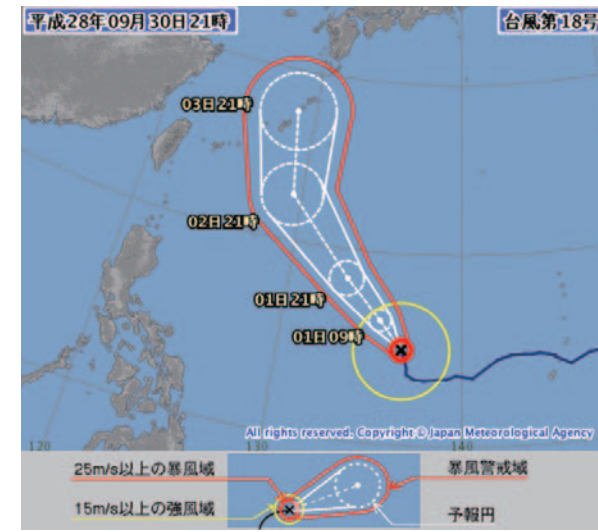 平成28年09月30日21時
台風第18号
03日21時
02日21時
01日21時
01日09時
All rights reserved. Copyright © Japan Meteorological Agency
120
130
140
25m/s以上の暴風域
暴風警戒域
15m/s以上の強風域
予報円